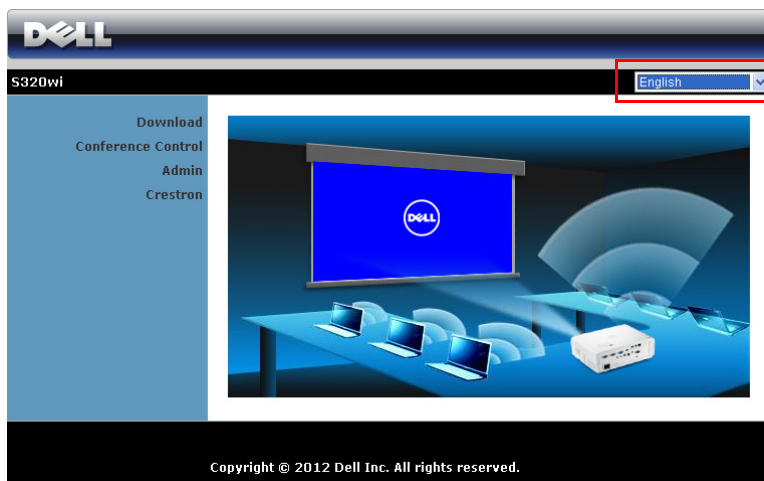 DELL
S320wi
English
Download
Conference Control
Admin
Crestron
DELL
Copyright © 2012 Dell Inc. All rights reserved.